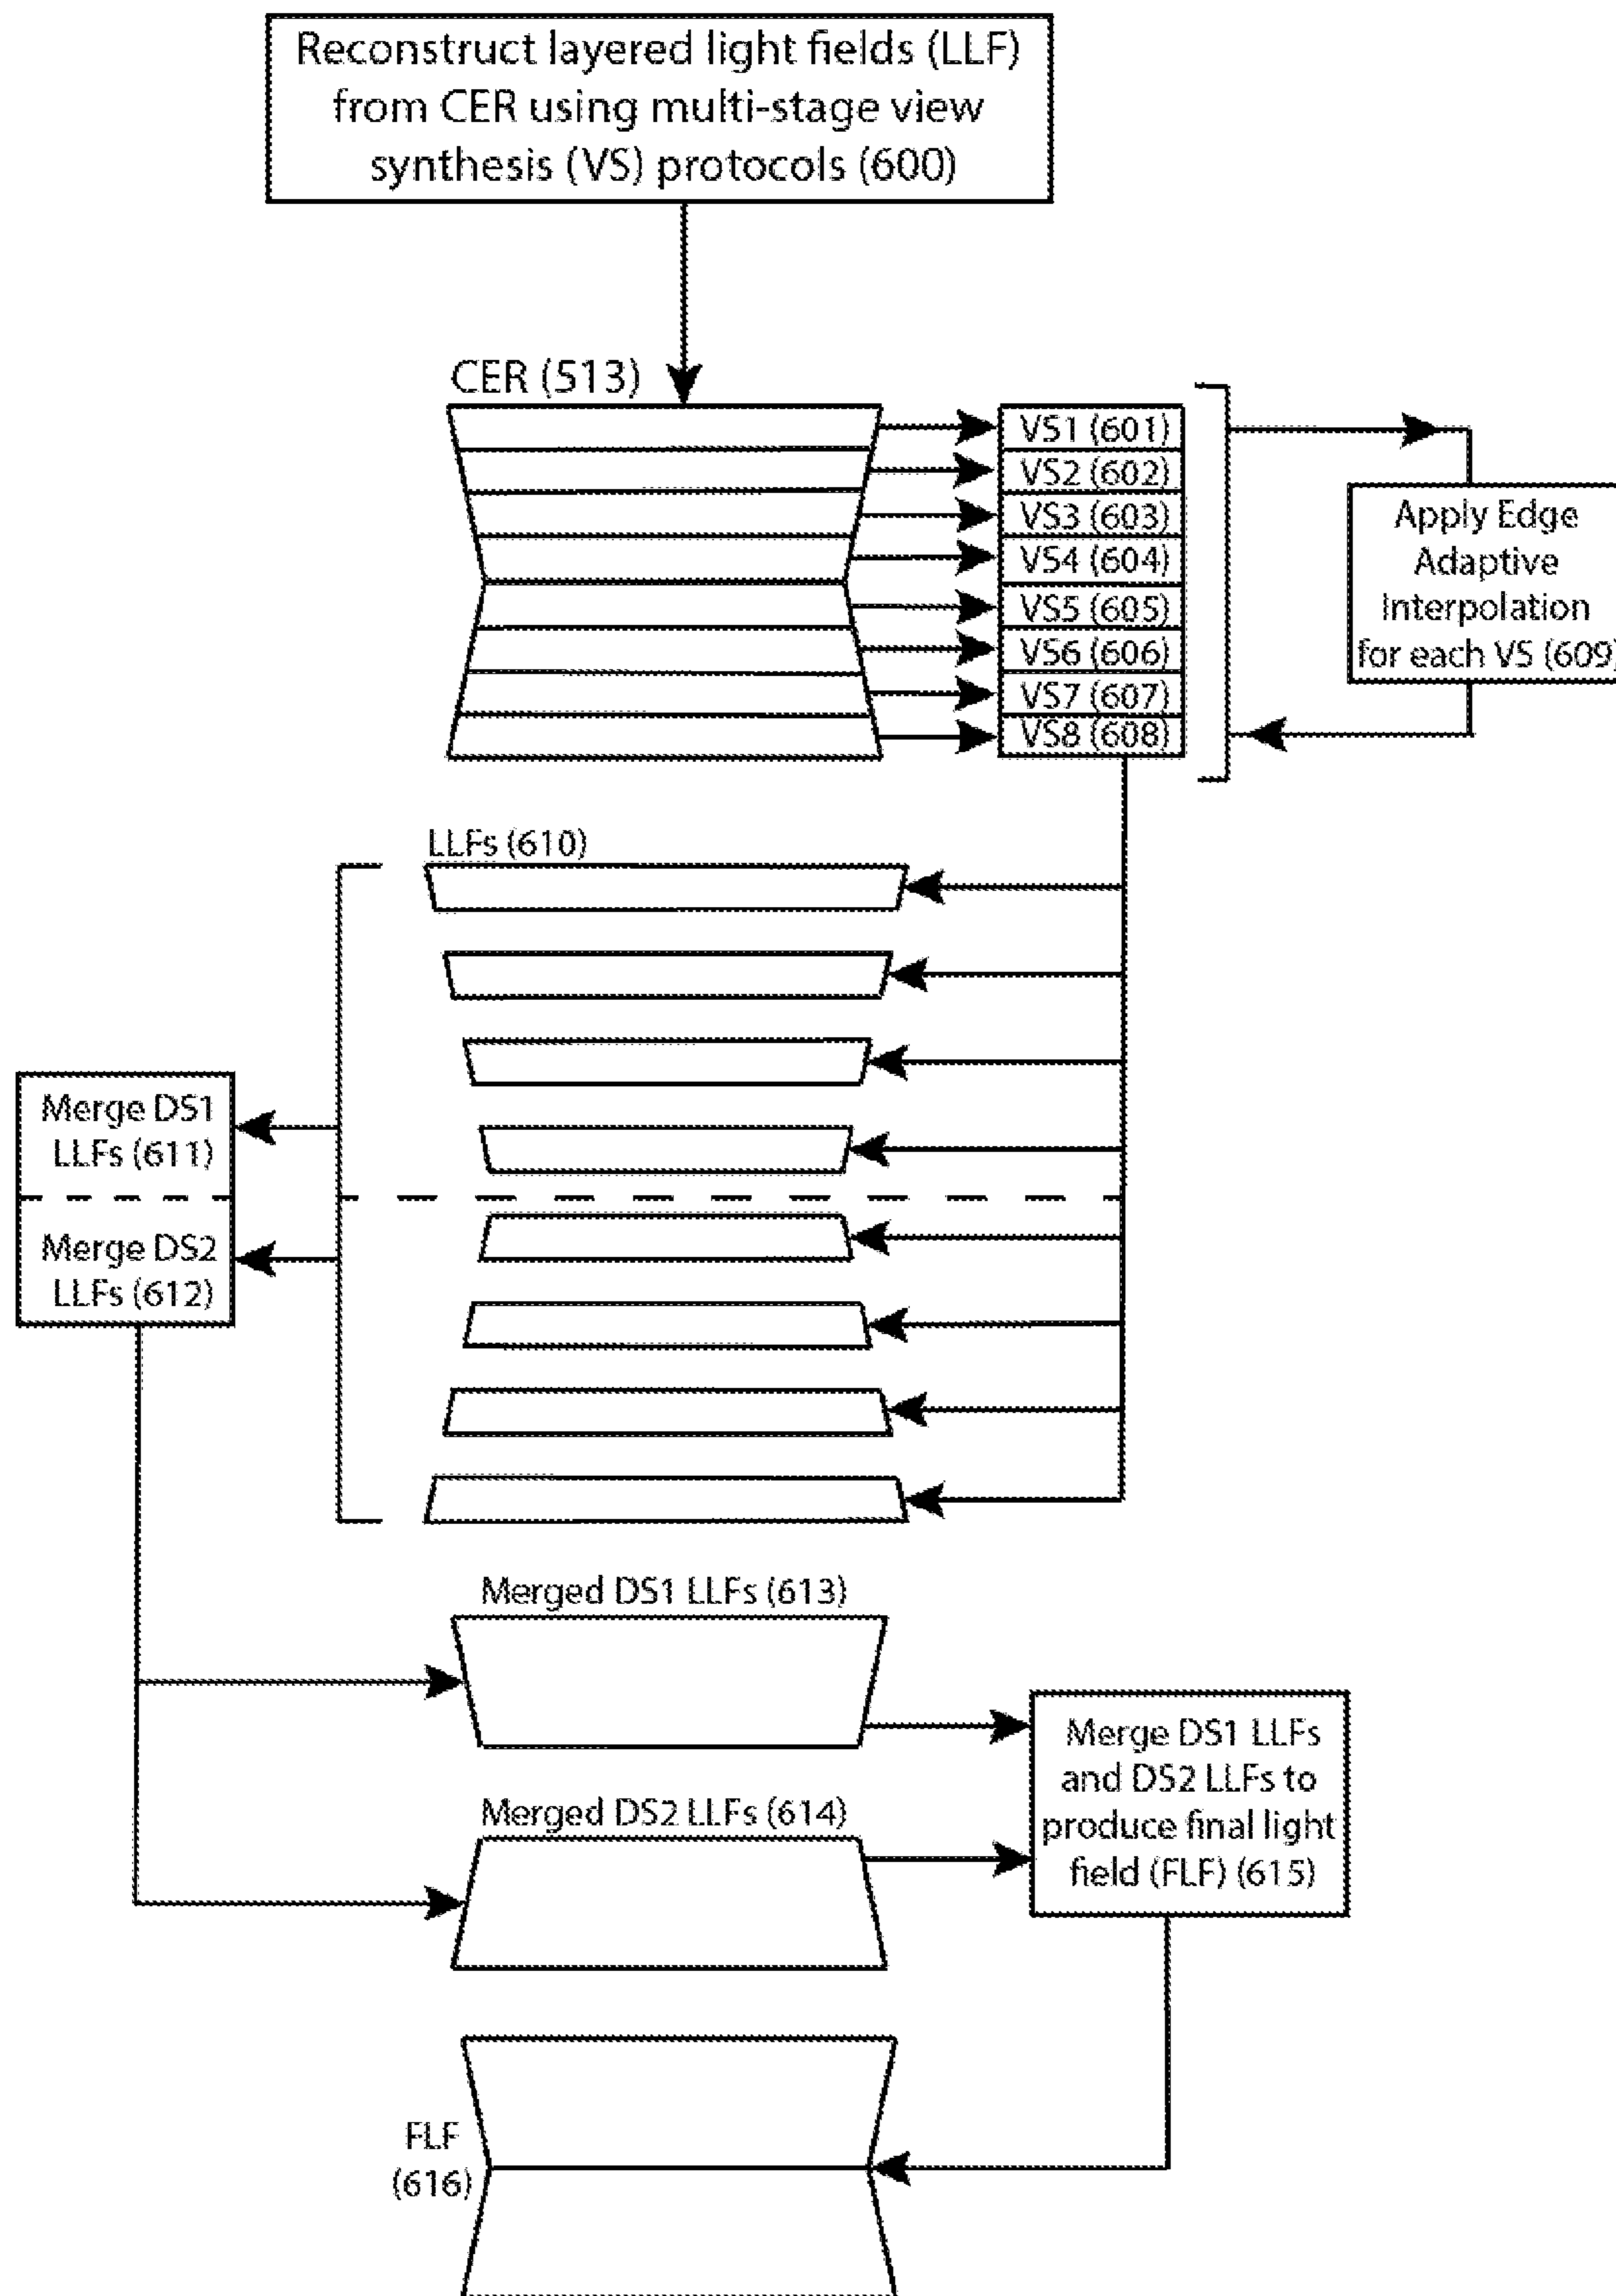 Reconstruct layered light fields (LLF)
from CER using multi-stage view
synthesis (VS) protocols (600)
CER (513)
VS1 (601)
VS2 (602)
VS3 (603)
VS4 (604)
VS5 (605)
VS6 (606)
VS7 (607)
VS8 (608)
Apply Edge
Adaptive
Interpolation
for each VS (609)
LLFs (610)
Merge DS1
LLFs (611)
Merge DS2
LLFs (612)
Merged DS1 LLFs (613)
Merged DS2 LLFs (614)
Merge DS1 LLFs
and DS2 LLFs to
produce final light
field (FLF) (615)
FLF
(616)